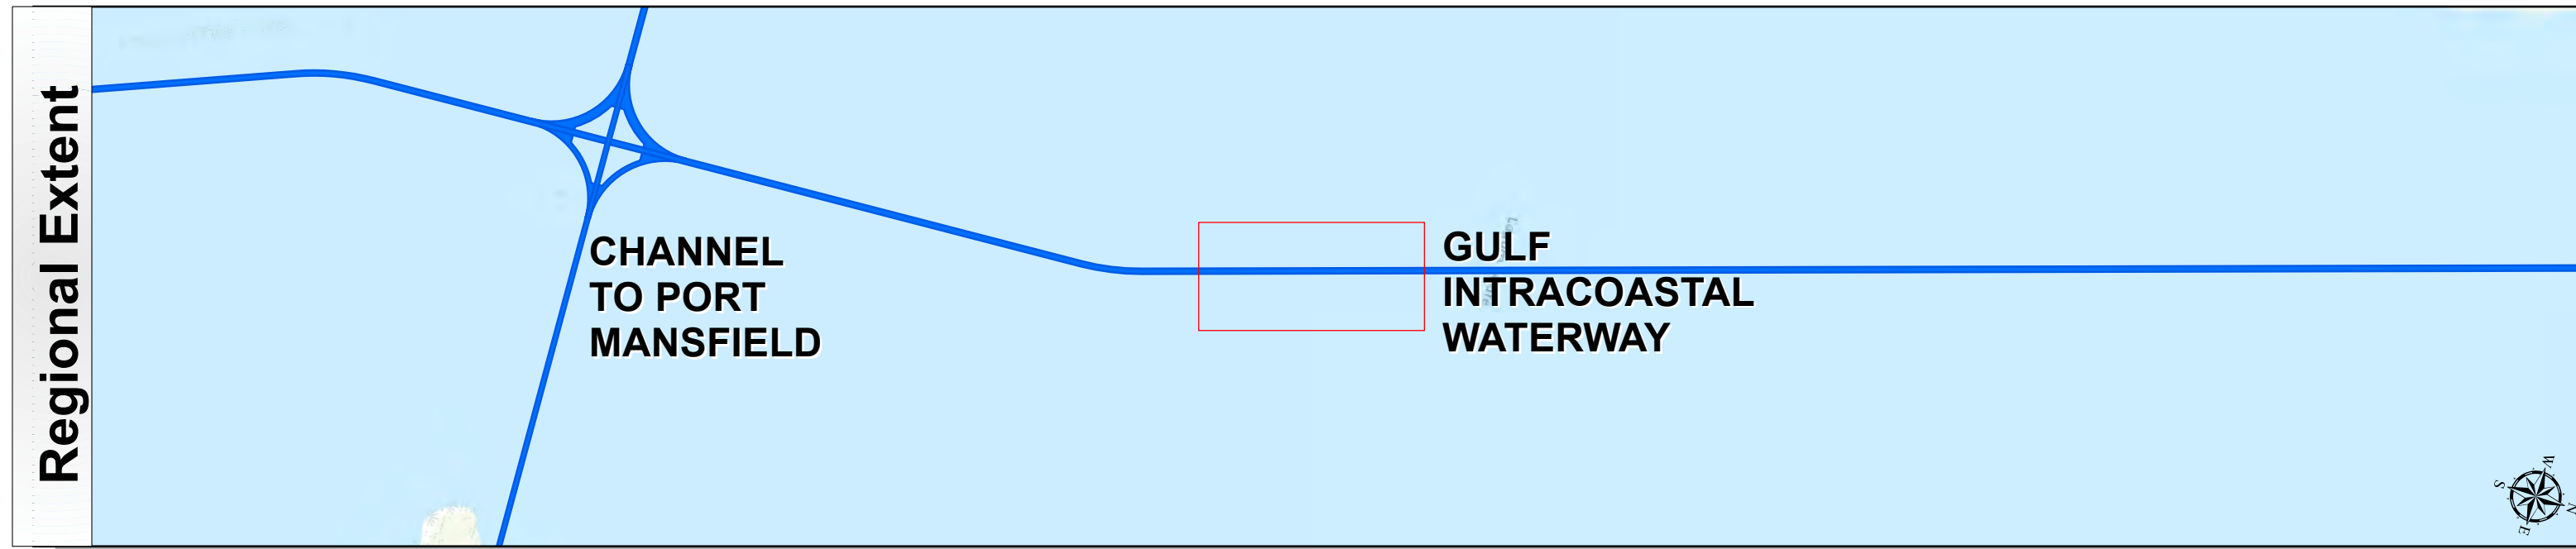 Regional Extent
CHANNEL
TO PORT
MANSFIELD
GULF
INTRACOASTAL
WATERWAY
W
S
N
E